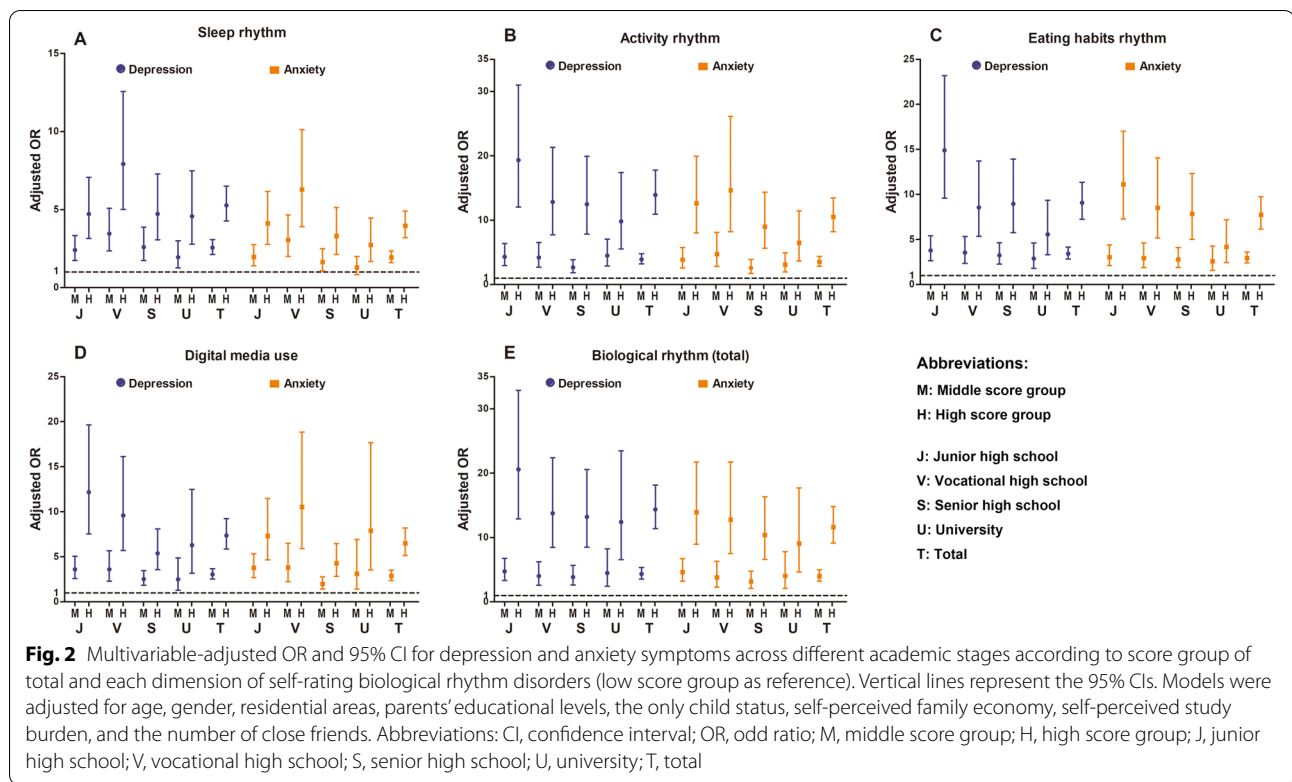 A
Sleep rhythm
Depression
Anxiety
Adjusted OR
15
10
5
1
0
M H M H M H M H M H M H M H M H M H M H
J V S U T J V S U T
B
Activity rhythm
Depression
Anxiety
Adjusted OR
35
30
20
10
1
0
M H M H M H M H M H M H M H M H M H M H
J V S U T J V S U T
C
Eating habits rhythm
Depression
Anxiety
Adjusted OR
25
20
15
10
5
1
0
M H M H M H M H M H M H M H M H M H M H
J V S U T J V S U T
D
Digital media use
Depression
Anxiety
Adjusted OR
25
20
15
10
5
1
0
M H M H M H M H M H M H M H M H M H M H
J V S U T J V S U T
E
Biological rhythm (total)
Depression
Anxiety
Adjusted OR
35
30
20
10
1
0
M H M H M H M H M H M H M H M H M H M H
J V S U T J V S U T
Abbreviations:
M: Middle score group
H: High score group
J: Junior high school
V: Vocational high school
S: Senior high school
U: University
T: Total
Fig. 2 Multivariable-adjusted OR and 95% CI for depression and anxiety symptoms across different academic stages according to score group of
total and each dimension of self-rating biological rhythm disorders (low score group as reference). Vertical lines represent the 95% CIs. Models were
adjusted for age, gender, residential areas, parents' educational levels, the only child status, self-perceived family economy, self-perceived study
burden, and the number of close friends. Abbreviations: CI, confidence interval; OR, odd ratio; M, middle score group; H, high score group; J, junior
high school; V, vocational high school; S, senior high school; U, university; T, total